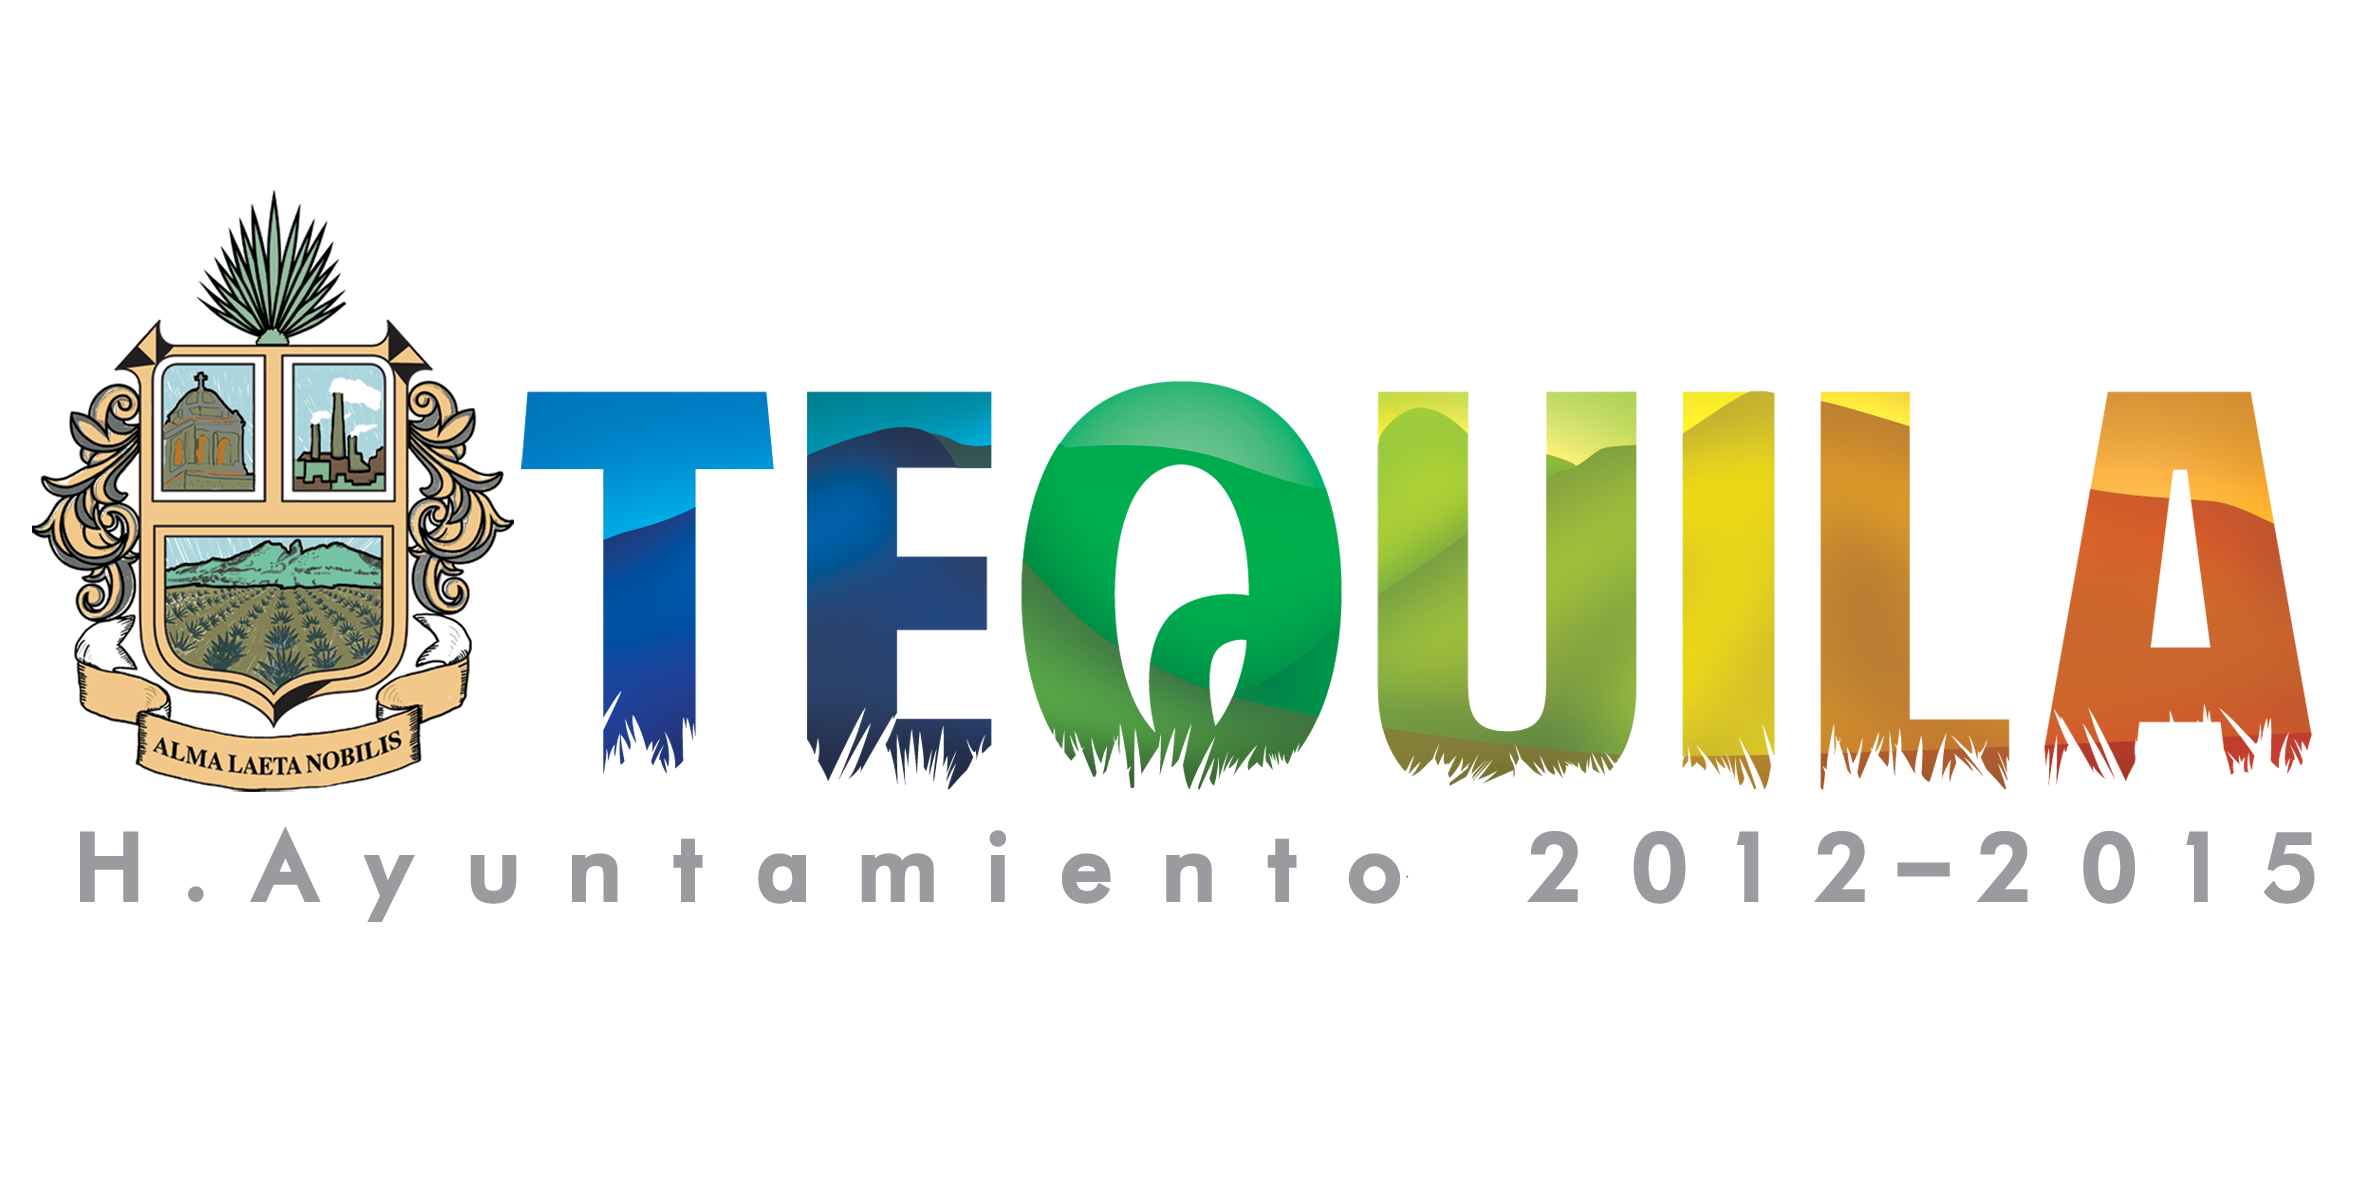 ALMA LAETA NOBILIS
TEQUILA
H. Ayuntamiento 2012-2015